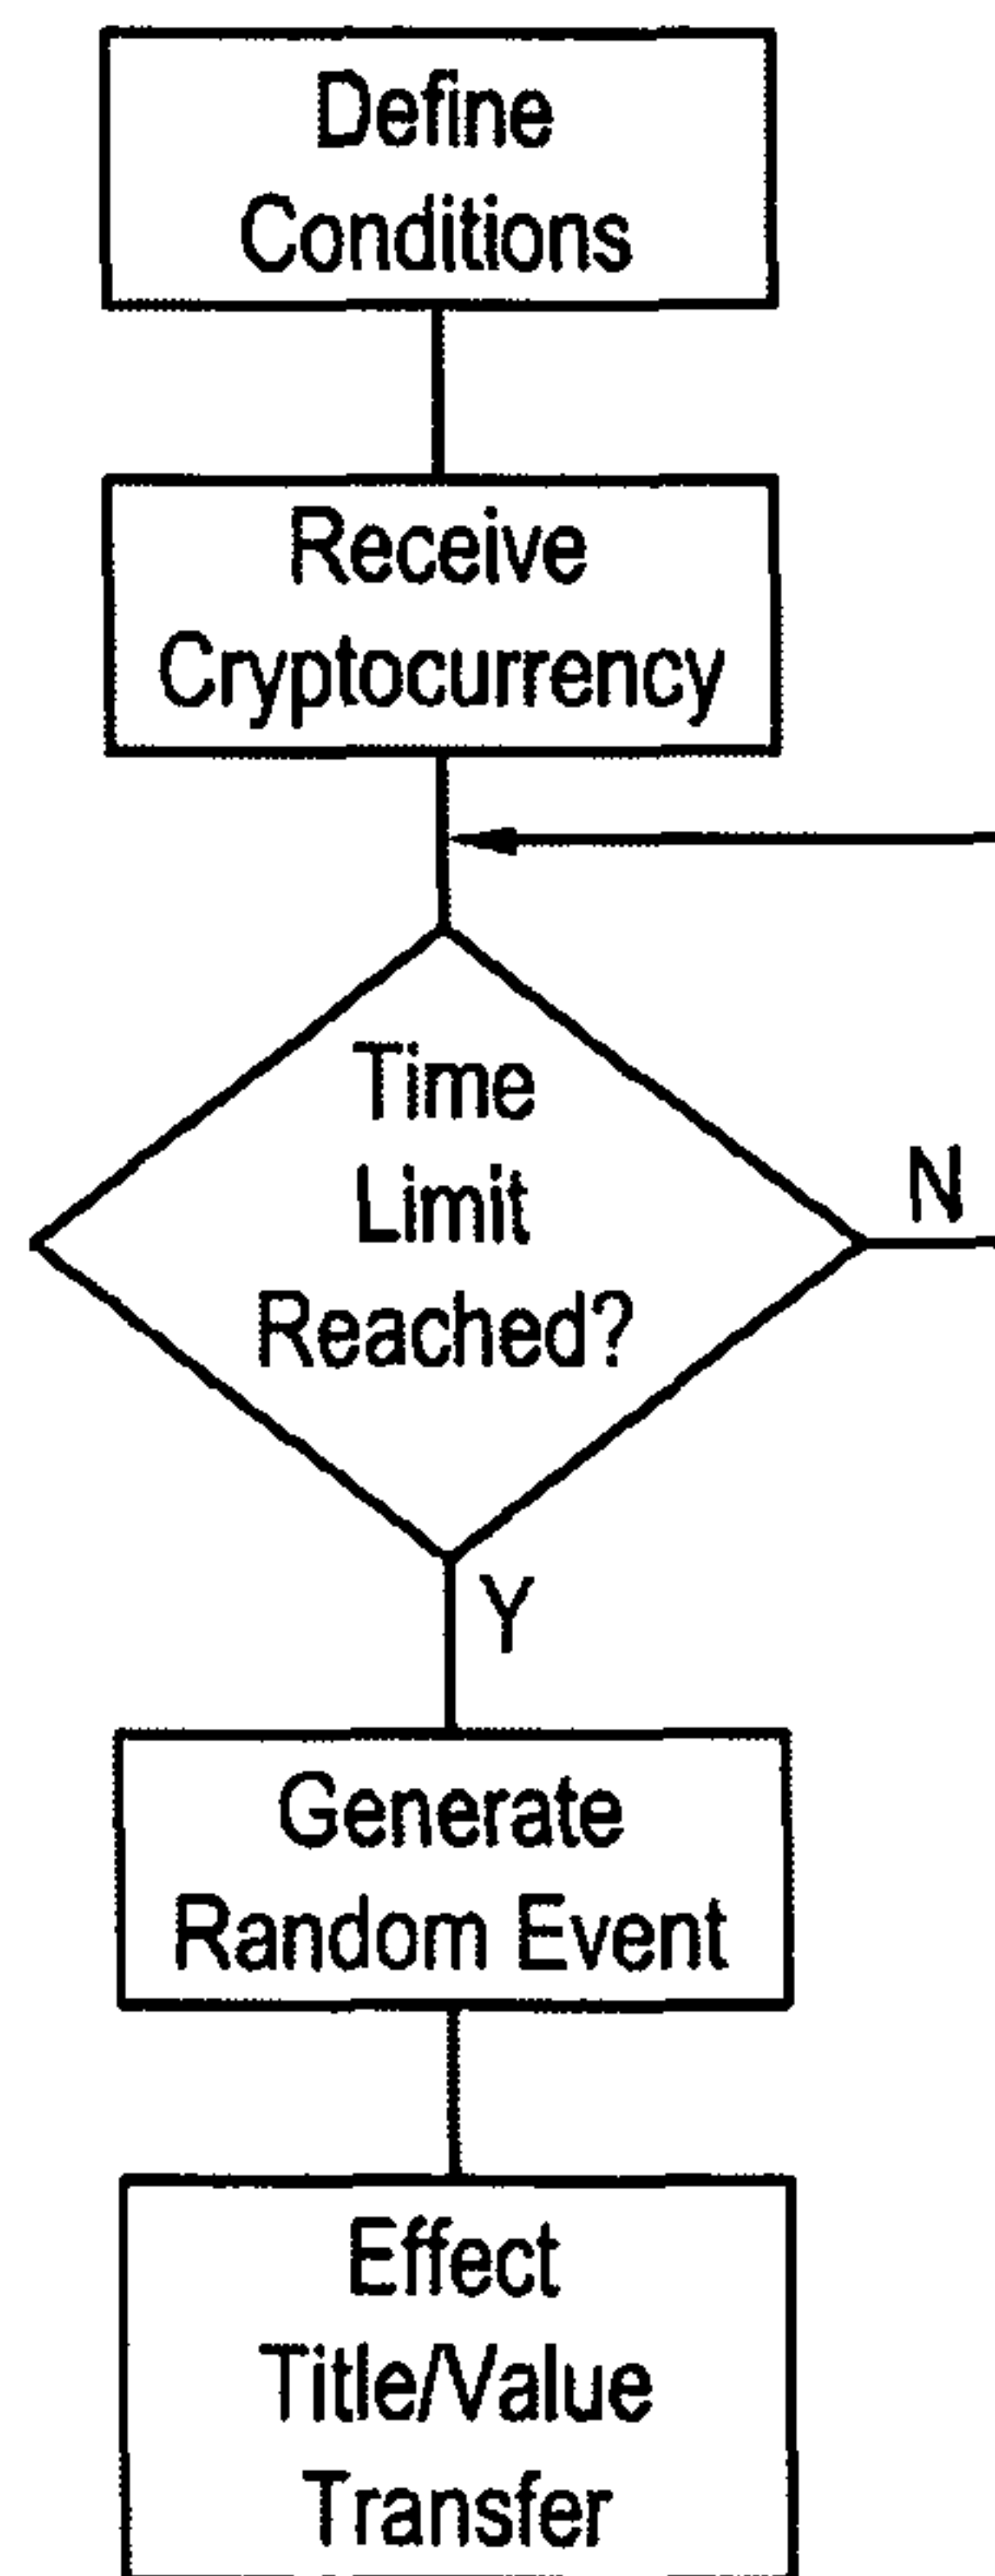 Define
Conditions
Receive
Cryptocurrency
Time
Limit
Reached?
N
Y
Generate
Random Event
Effect
Title/Value
Transfer